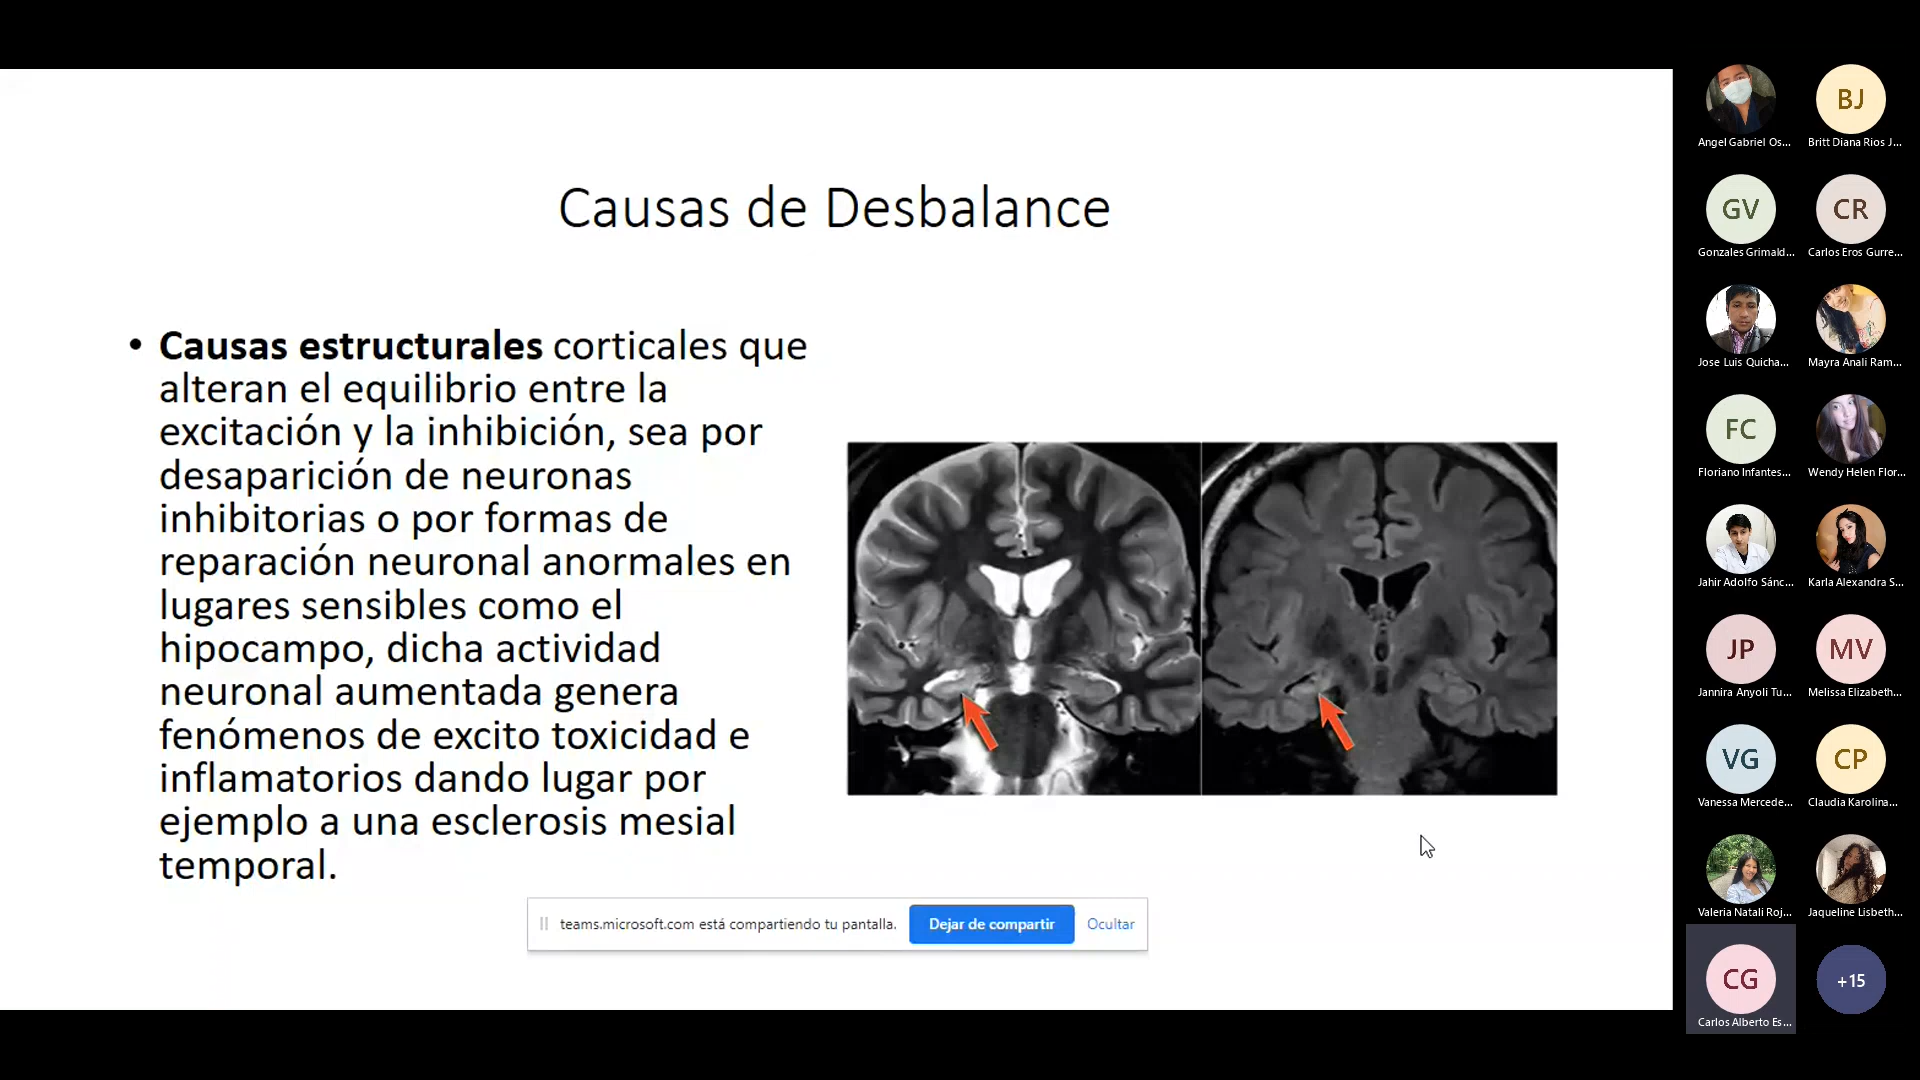 Causas de Desbalance
• Causas estructurales corticales que
alteran el equilibrio entre la
excitación y la inhibición, sea por
desaparición de neuronas
inhibitorias o por formas de
reparación neuronal anormales en
lugares sensibles como el
hipocampo, dicha actividad
neuronal aumentada genera
fenómenos de excito toxicidad e
inflamatorios dando lugar por
ejemplo a una esclerosis mesial
temporal.
teams.microsoft.com está compartiendo tu pantalla. Dejar de compartir Ocultar
BJ
Angel Gabriel Os... Britt Diana Rios J...
GV CR
Gonzales Grimald... Carlos Eros Gurre...
Jose Luis Quicha... Mayra Anali Ram...
FC
Floriano Infantes... Wendy Helen Flor...
Jahir Adolfo Sánc... Karla Alexandra S...
JP MV
Jannira Anyoli Tu... Melissa Elizabeth...
VG CP
Vanessa Mercede... Claudia Karolina...
Valeria Natali Roj... Jaqueline Lisbeth...
CG +15
Carlos Alberto Es...